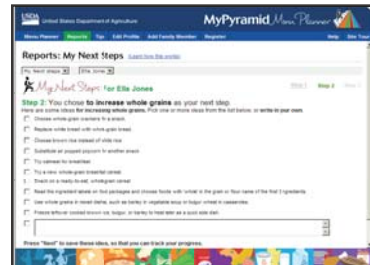 USDA United States Department of Agriculture
MyPyramid Menu Planner
Menu Planner Reports Tips Edit Profile Add Family Member Register Help Site Tour
Reports: My Next Steps (Learn how this works)
My Next steps Ella Jones
My Next Steps for Ella Jones
Step 1 Step 2
Step 2: You chose to increase whole grains as your next step.
Here are some ideas for increasing whole grains. Pick one or more ideas from the list below, or write in your own.
Choose whole-grain crackers for a snack
Replace white bread with whole-grain bread
Choose brown rice instead of white rice
Substitute air popped popcorn for another snack
Try oatmeal for breakfast
Try a new whole-grain breakfast cereal
Snack on a ready-to-eat, whole-grain cereal
Read the ingredient labels on food packages and choose foods with 'whole' in the grain or flour name of the first 3 ingredients
Use whole grains in mixed dishes, such as barley in vegetable soup or bulgur wheat in casseroles
Freeze leftover cooked brown rice, bulgur, or barley to heat later as a quick side dish
Press "Next" to save these ideas, so that you can track your progress.